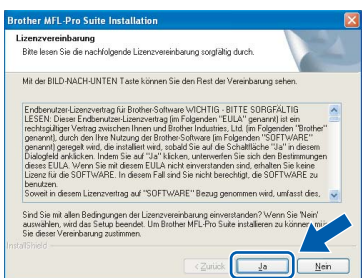 Brother MFL-Pro Suite Installation
Lizenzvereinbarung
Bitte lesen Sie die nachfolgende Lizenzvereinbarung sorgfältig durch.
Mit der BILD-NACH-UNTEN Taste können Sie den Rest der Vereinbarung sehen.
Endbenutzer-Lizenzvertrag für Brother-Software WICHTIG - BITTE SORGFÄLTIG
LESEN: Dieser Endbenutzer-Lizenzvertrag (im Folgenden "EULA" genannt) ist ein
rechtsgültiger Vertrag zwischen Ihnen und Brother Industries, Ltd. (im Folgenden "Brother"
genannt), durch den Ihre Nutzung der Brother-Software (im Folgenden "SOFTWARE"
genannt) geregelt wird, die installiert wird, sobald Sie auf die Schaltfläche "Ja" in diesem
Dialogfeld anklicken. Indem Sie auf "Ja" klicken, unterwerfen Sie sich den Bestimmungen
dieses EULA. Wenn Sie mit diesem EULA nicht einverstanden sind, erhalten Sie keine
Lizenz für die SOFTWARE. In diesem Fall sind Sie nicht berechtigt, die SOFTWARE zu
benutzen.
Soweit in diesem Lizenzvertrag auf "SOFTWARE" Bezug genommen wird, umfasst dies,
Sind Sie mit allen Bedingungen der Lizenzvereinbarung einverstanden? Wenn Sie 'Nein'
auswählen, wird das Setup beendet. Um Brother MFL-Pro Suite installieren zu können,
Sie dieser Vereinbarung zustimmen.
InstallShield
< Zurück
Ja
Nein